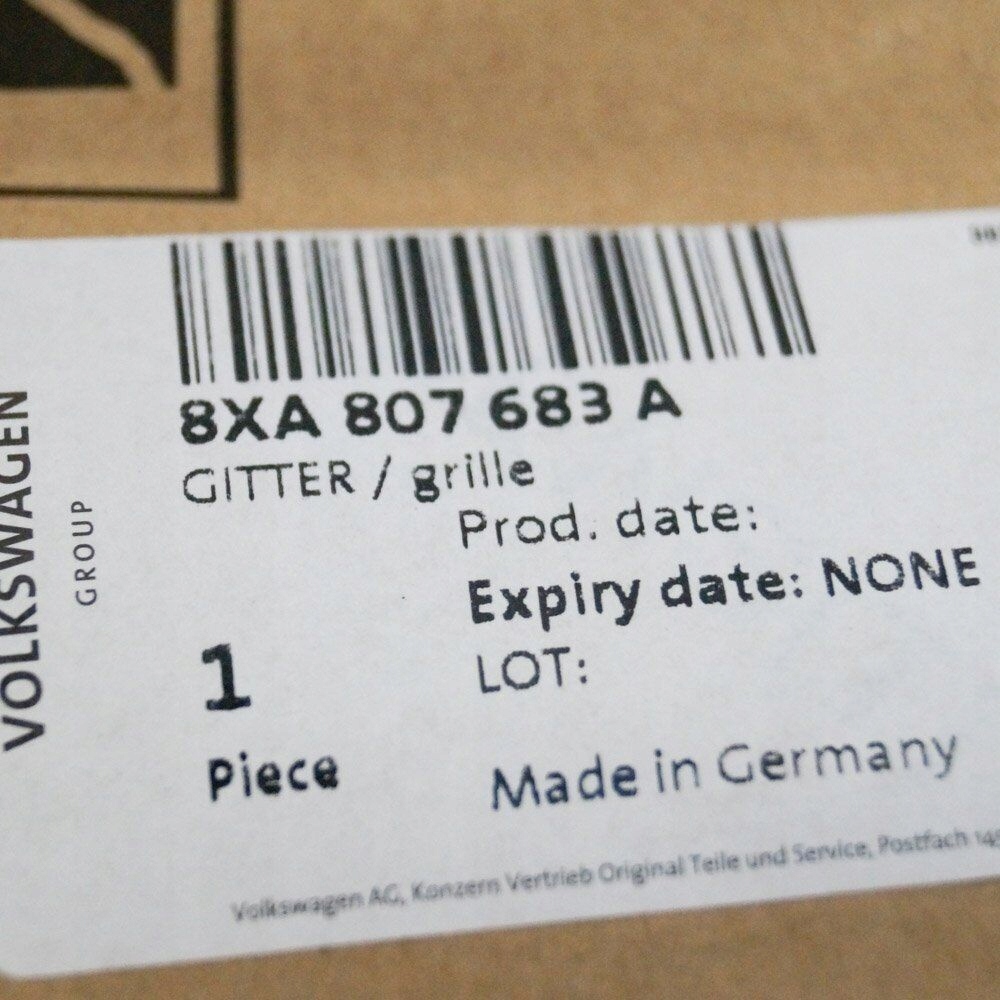 8XA 807 683 A
GITTER / grille
Prod. date:
Expiry date: NONE
LOT:
1
Piece
Made in Germany
Volkswagen AG, Konzern Vertrieb Original Teile und Service, Postfach
VOLKSWAGEN
GROUP